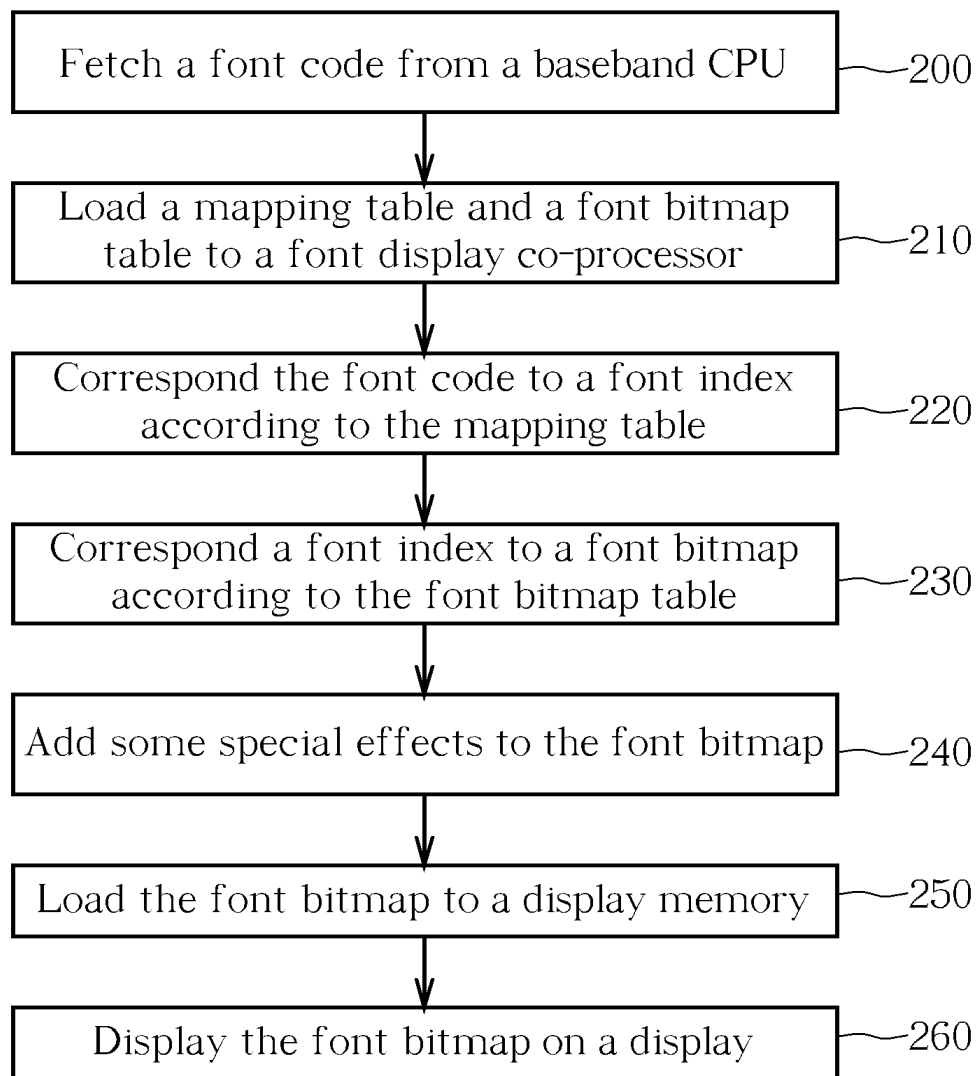 Fetch a font code from a baseband CPU
200
Load a mapping table and a font bitmap
table to a font display co-processor
210
Correspond the font code to a font index
according to the mapping table
220
Correspond a font index to a font bitmap
according to the font bitmap table
230
Add some special effects to the font bitmap
240
Load the font bitmap to a display memory
250
Display the font bitmap on a display
260